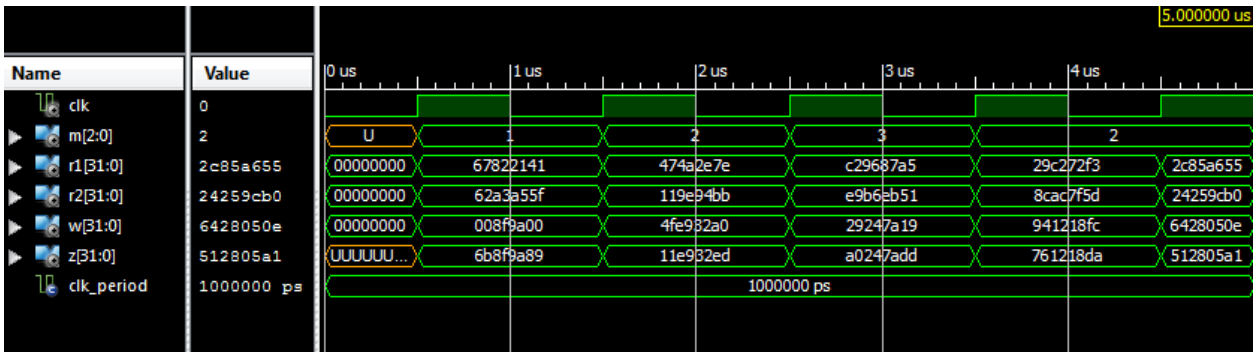 5.000000 us
Name Value 0 us 1 us 2 us 3 us 4 us
clk 0
m[2:0] 2 U 1 2 3 2
r1[31:0] 2c85a655 00000000 67822141 474a2e7e c29687a5 29c272f3 2c85a655
r2[31:0] 24259cb0 00000000 62a3a55f 119e94bb e9b6eb51 8cac7f5d 24259cb0
w[31:0] 6428050e 00000000 008f9a00 4fe932a0 29247a19 941218fc 6428050e
z[31:0] 512805a1 UUUUUU... 6b8f9a89 11e932ed a0247add 761218da 512805a1
clk_period 1000000 ps 1000000 ps